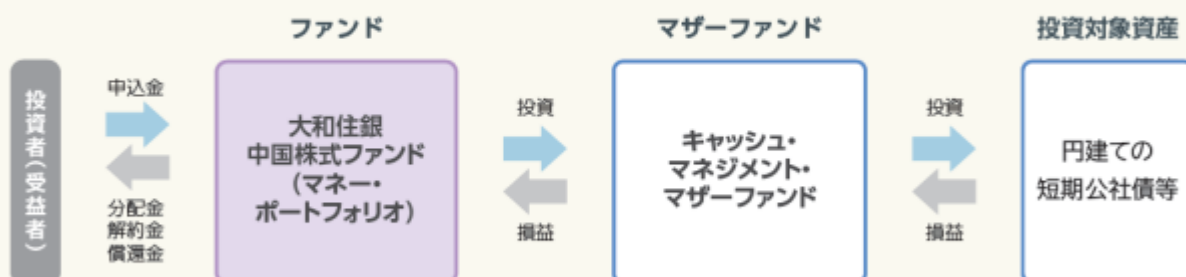 ファンド
マザーファンド
投資対象資産
投資者(受益者)
申込金
分配金
解約金
償還金
大和住銀
中国株式ファンド
(マネー・
ポートフォリオ)
投資
損益
キャッシュ・
マネジメント・
マザーファンド
投資
損益
円建ての
短期公社債等